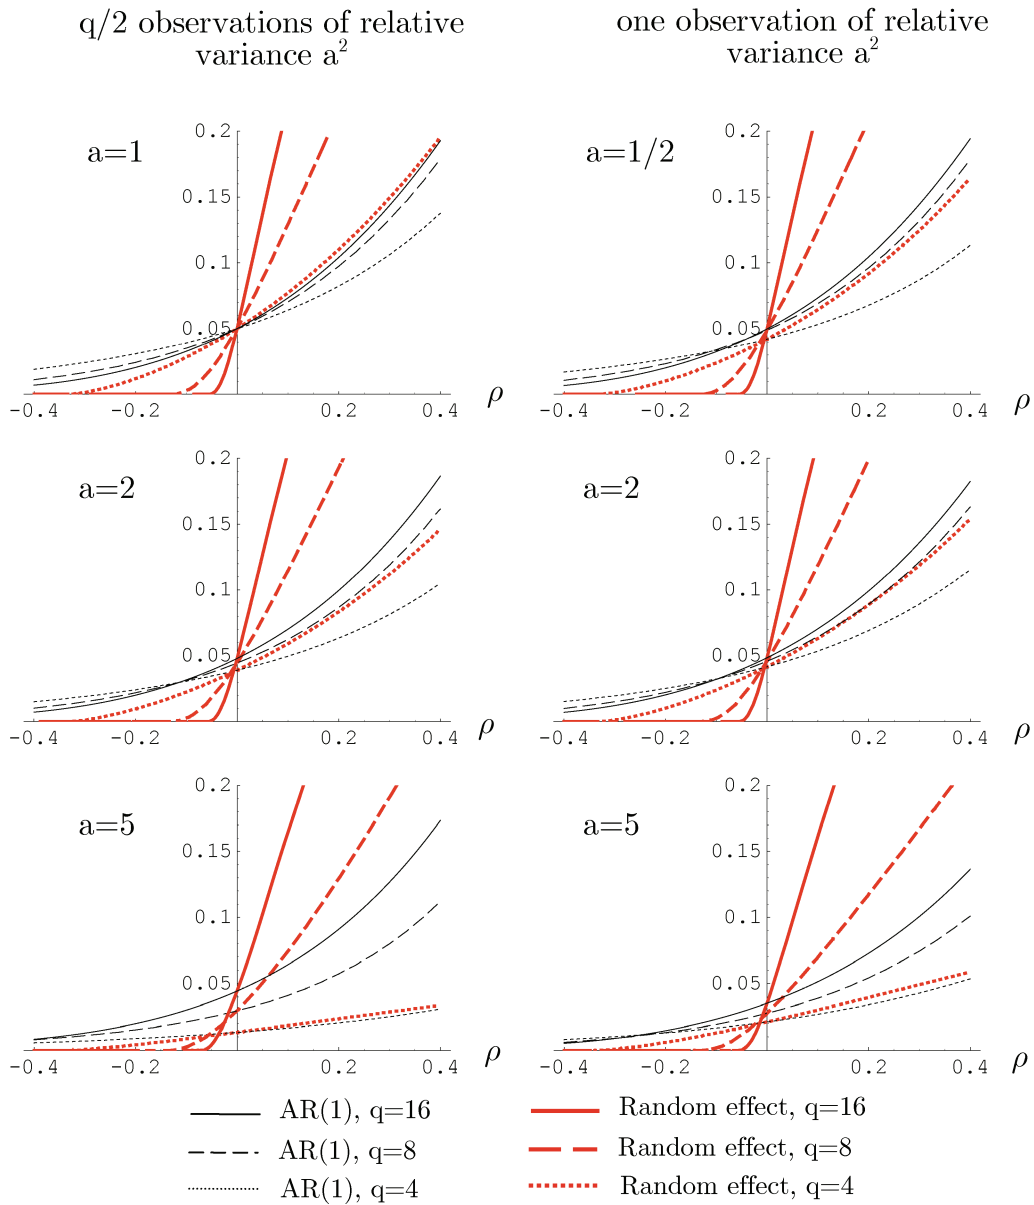 q/2 observations of relative
variance a²
one observation of relative
variance a²
a=1
0.2
0.15
0.1
0.05
-0.4
-0.2
0.2
0.4
ρ
a=1/2
0.2
0.15
0.1
0.05
-0.4
-0.2
0.2
0.4
ρ
a=2
0.2
0.15
0.1
0.05
-0.4
-0.2
0.2
0.4
ρ
a=2
0.2
0.15
0.1
0.05
-0.4
-0.2
0.2
0.4
ρ
a=5
0.2
0.15
0.1
0.05
-0.4
-0.2
0.2
0.4
ρ
a=5
0.2
0.15
0.1
0.05
-0.4
-0.2
0.2
0.4
ρ
AR(1), q=16
AR(1), q=8
AR(1), q=4
Random effect, q=16
Random effect, q=8
Random effect, q=4